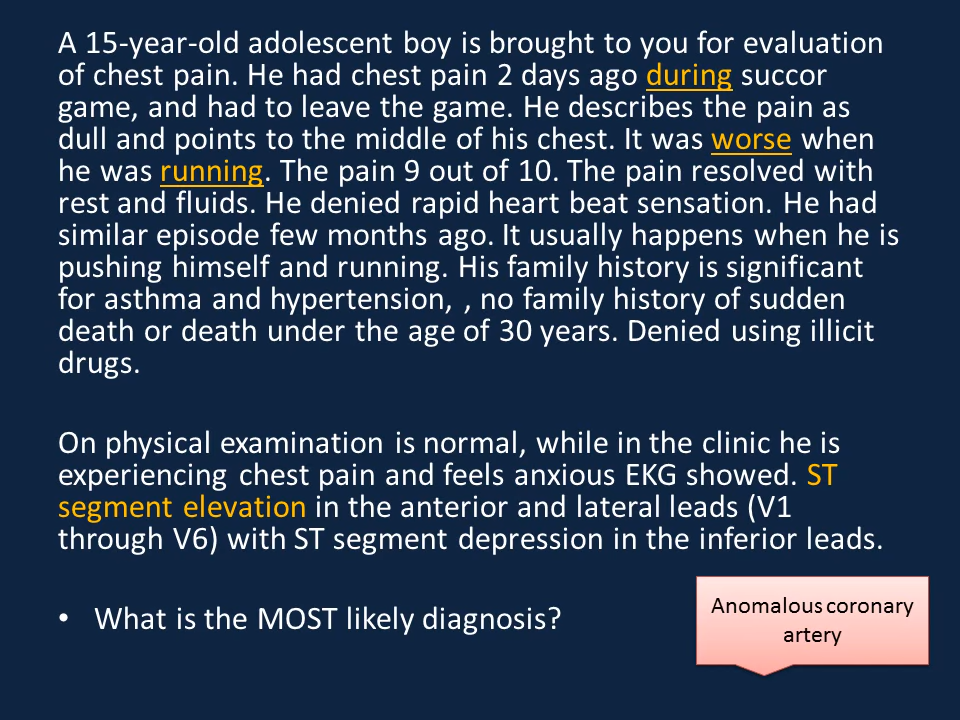 A 15-year-old adolescent boy is brought to you for evaluation
of chest pain. He had chest pain 2 days ago during succor
game, and had to leave the game. He describes the pain as
dull and points to the middle of his chest. It was worse when
he was running. The pain 9 out of 10. The pain resolved with
rest and fluids. He denied rapid heart beat sensation. He had
similar episode few months ago. It usually happens when he is
pushing himself and running. His family history is significant
for asthma and hypertension, , no family history of sudden
death or death under the age of 30 years. Denied using illicit
drugs.
On physical examination is normal, while in the clinic he is
experiencing chest pain and feels anxious EKG showed. ST
segment elevation in the anterior and lateral leads (V1
through V6) with ST segment depression in the inferior leads.
• What is the MOST likely diagnosis?
Anomalous coronary
artery